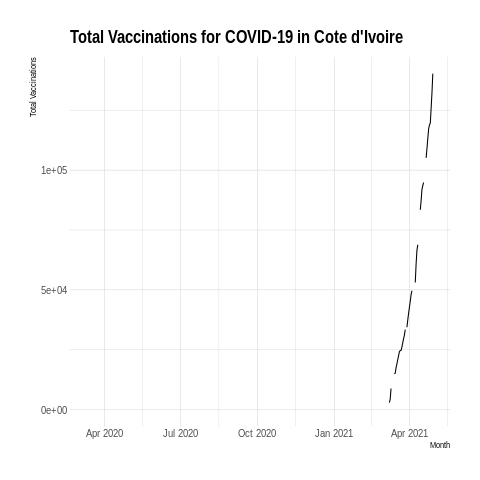 Total Vaccinations for COVID-19 in Cote d'Ivoire
Total Vaccinations
1e+05
5e+04
0e+00
Apr 2020
Jul 2020
Oct 2020
Jan 2021
Apr 2021
Month